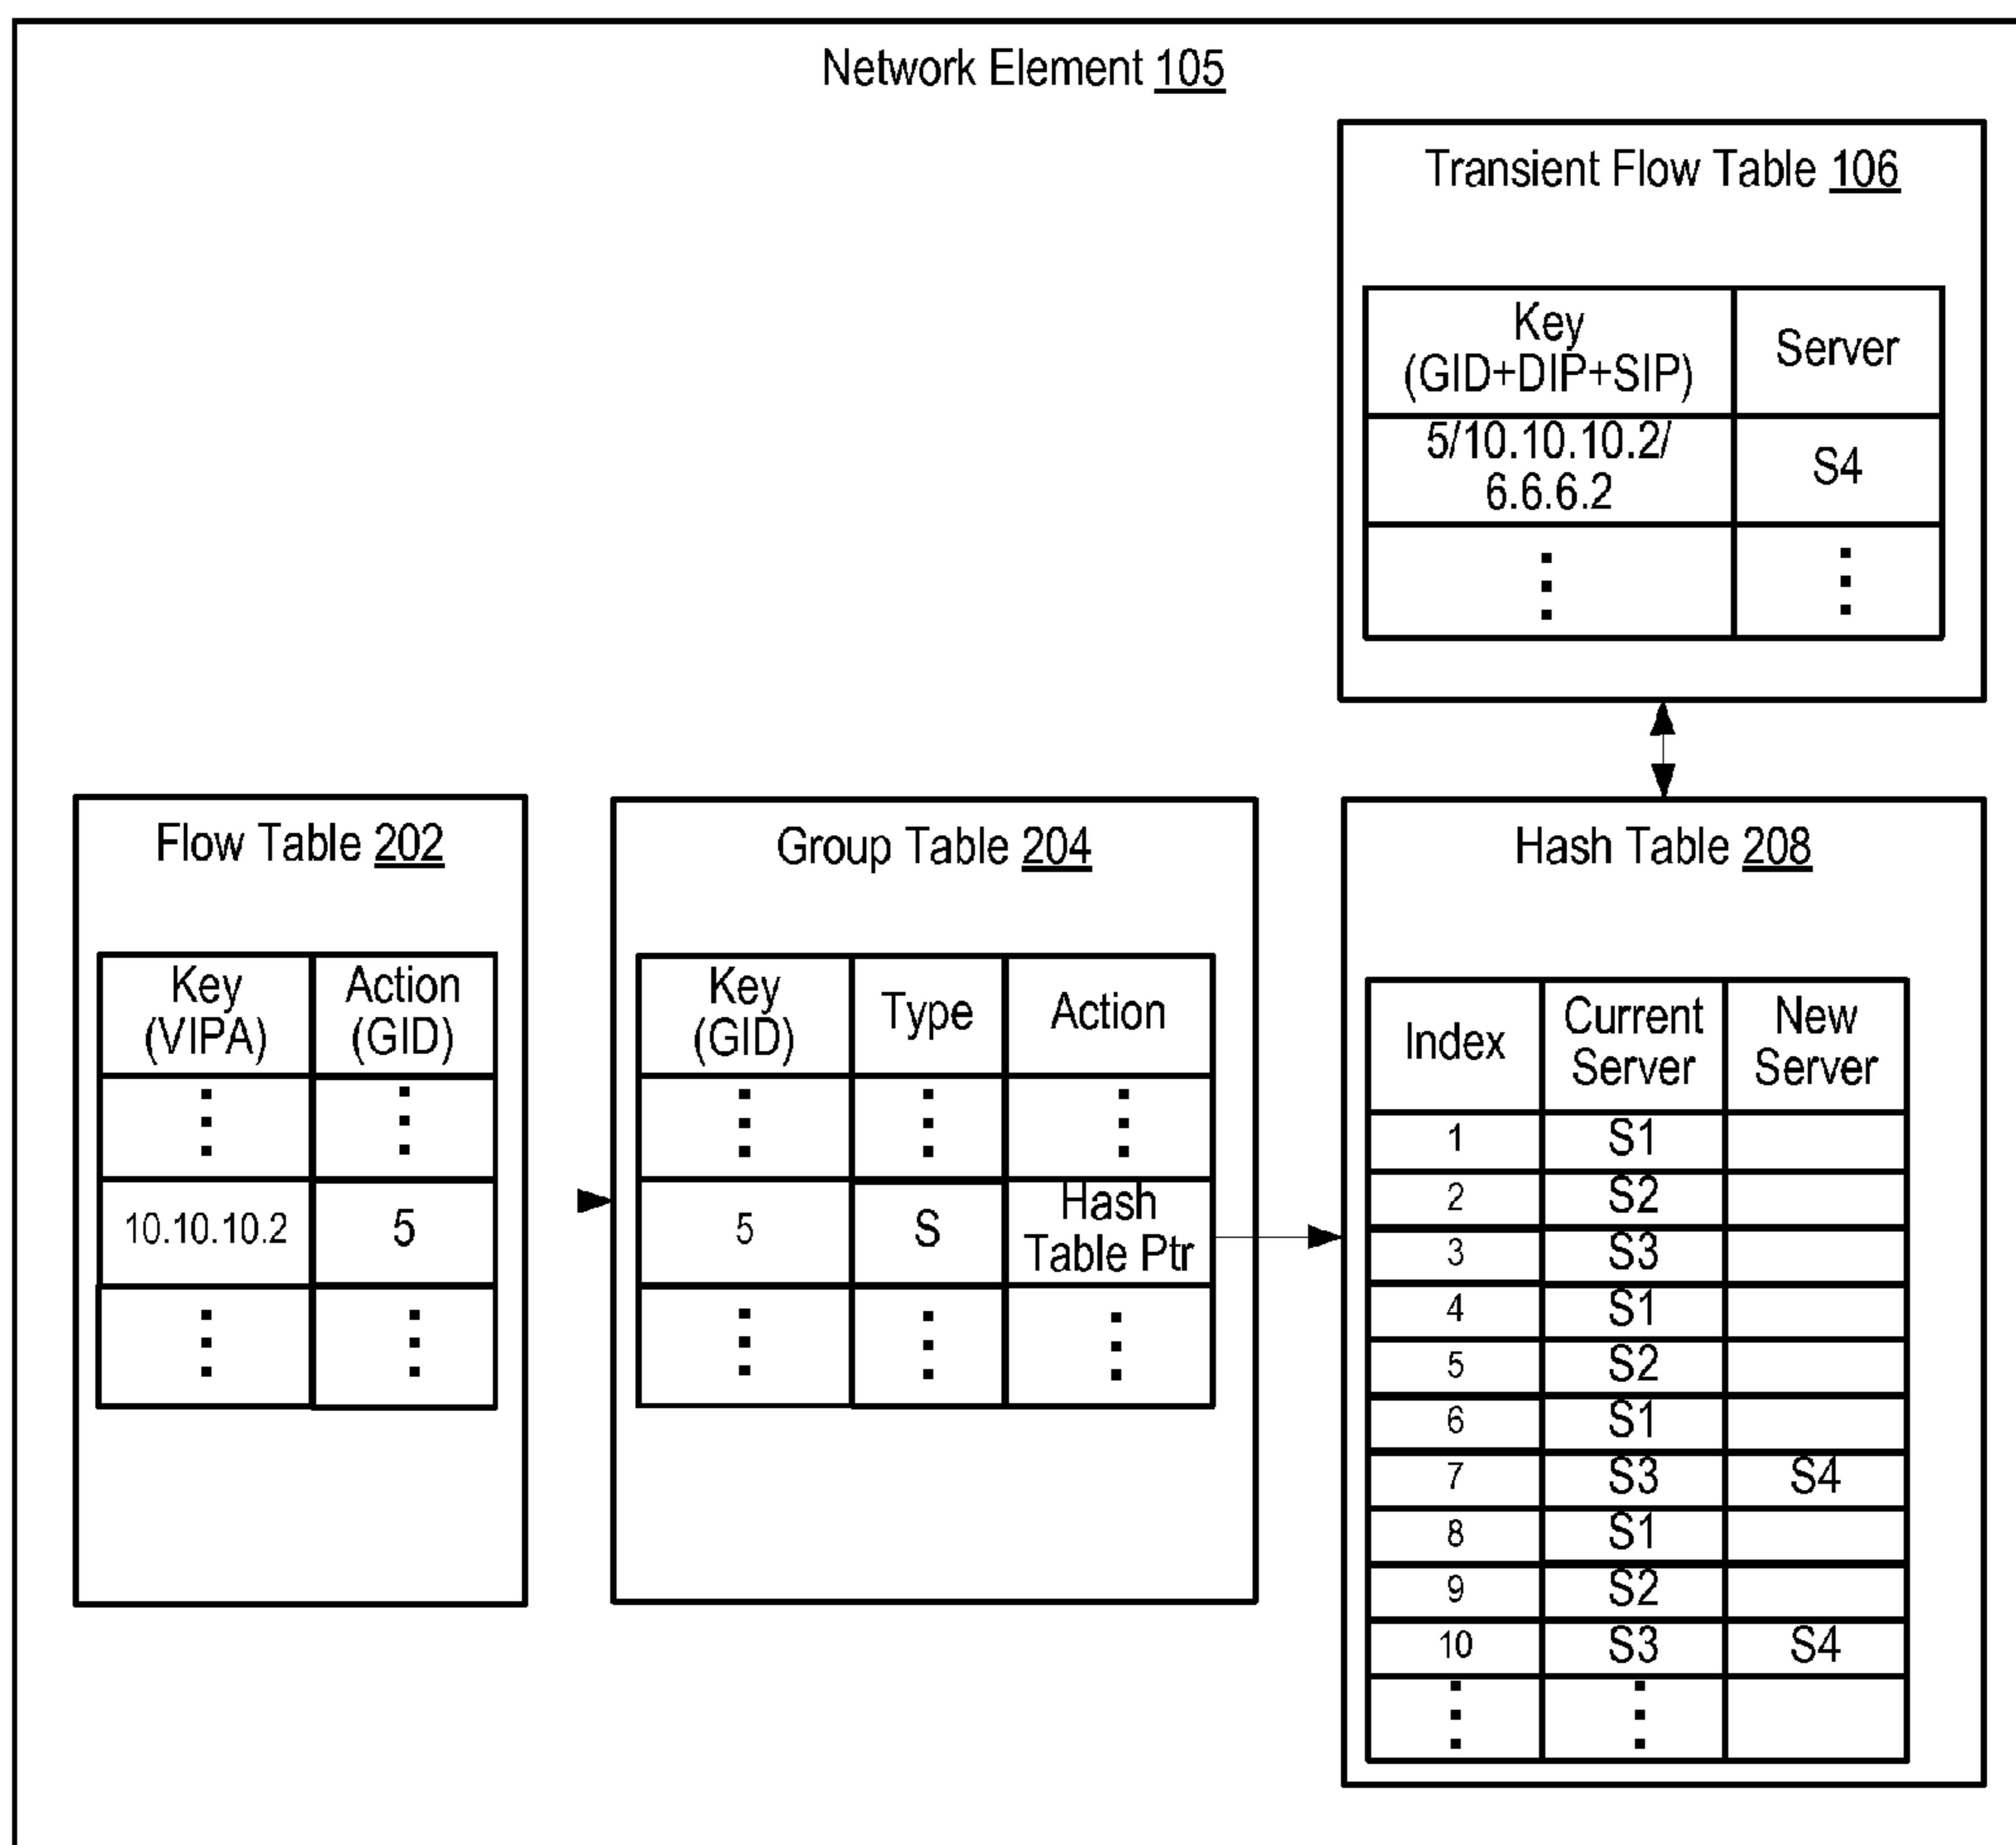 Network Element 105
Transient Flow Table 106
Key (GID+DIP+SIP) Server
5/10.10.10.2/ 6.6.6.2 S4
Flow Table 202
Key (VIPA) Action (GID)
10.10.10.2 5
Group Table 204
Key (GID) Type Action
5 S Hash Table Ptr
Hash Table 208
Index Current Server New Server
1 S1
2 S2
3 S3
4 S1
5 S2
6 S1
7 S3 S4
8 S1
9 S2
10 S3 S4